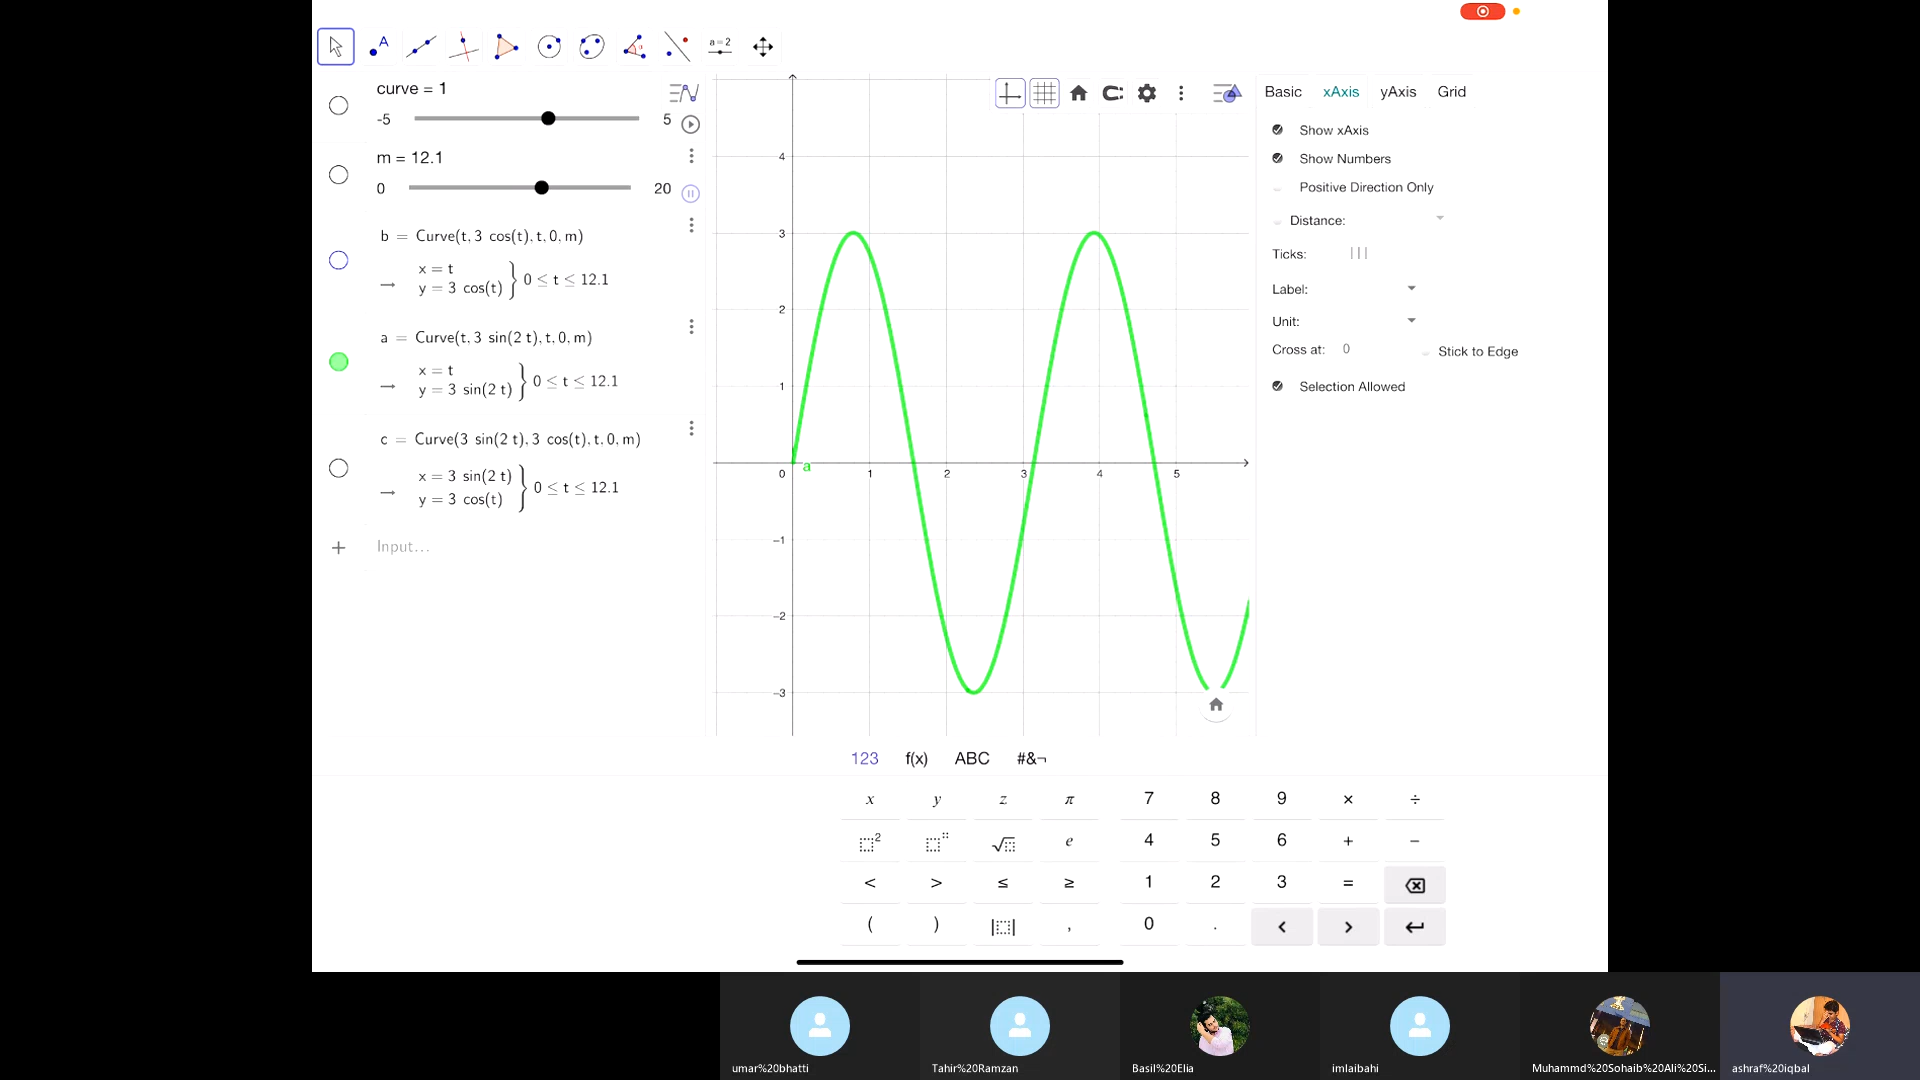 A
a = 2
curve = 1
-5
5
m = 12.1
0
20
b = Curve(t, 3 cos(t), t, 0, m)
→ x = t
y = 3 cos(t) } 0 ≤ t ≤ 12.1
a = Curve(t, 3 sin(2 t), t, 0, m)
→ x = t
y = 3 sin(2 t) } 0 ≤ t ≤ 12.1
c = Curve(3 sin(2 t), 3 cos(t), t, 0, m)
→ x = 3 sin(2 t)
y = 3 cos(t) } 0 ≤ t ≤ 12.1
+ Input...
4
3
2
1
0
a
1
2
3
4
5
-1
-2
-3
Basic xAxis yAxis Grid
Show xAxis
Show Numbers
Positive Direction Only
Distance:
Ticks: |||
Label:
Unit:
Cross at: 0 Stick to Edge
Selection Allowed
123 f(x) ABC #&¬
x y z π 7 8 9 × ÷
2 √ e 4 5 6 + −
< > ≤ ≥ 1 2 3 =
( ) | | , 0 . < >
umar%20bhatti
Tahir%20Ramzan
Basil%20Elia
imlaibahi
Muhammd%20Sohaib%20Ali%20Si...
ashraf%20iqbal